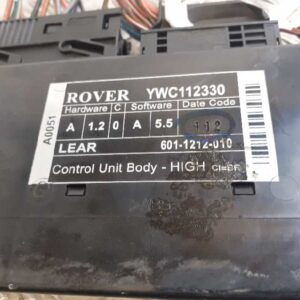 ROVER YWC112330
Hardware C Software Date Code
A 1.2 0 A 5.5 112
LEAR 601-1212-010
Control Unit Body - HIGH
A0051